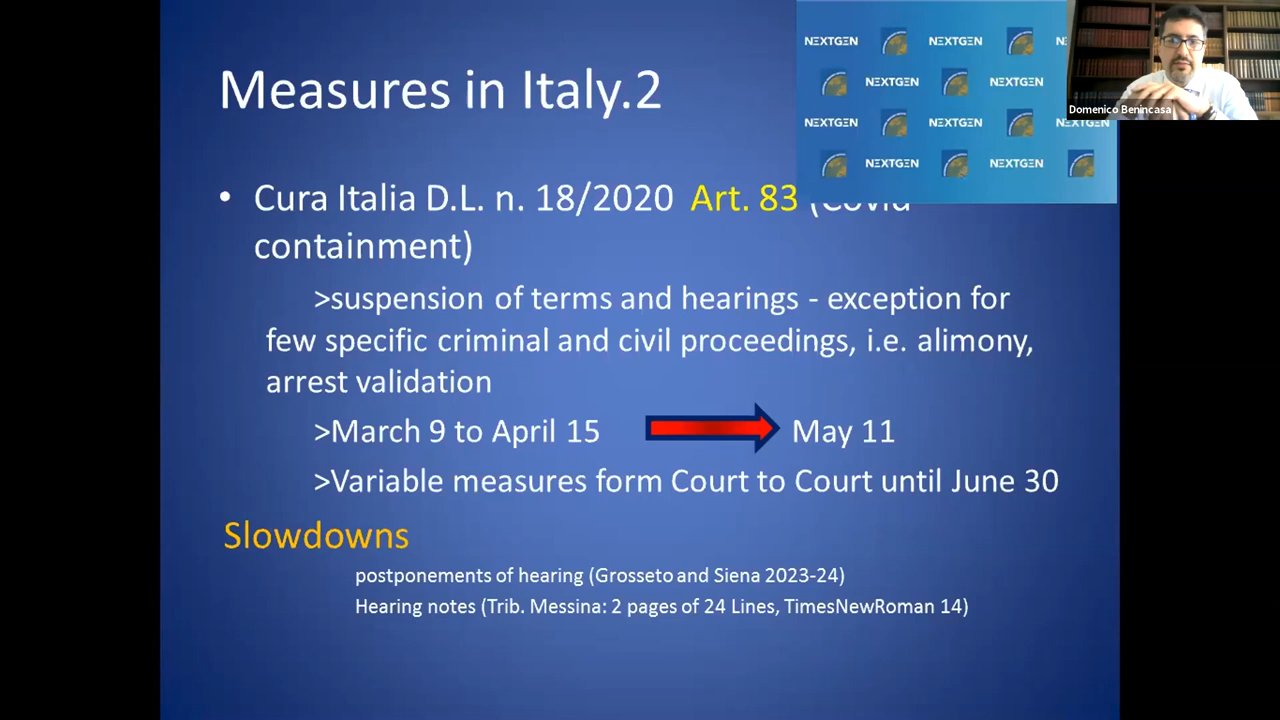 Measures in Italy.2
NEXTGEN NEXTGEN N
NEXTGEN NEXTGEN
NEXTGEN NEXTGEN NEXTGEN
NEXTGEN NEXTGEN
Domenico Benincasa
• Cura Italia D.L. n. 18/2020 Art. 83 (Covid
containment)
>suspension of terms and hearings - exception for
few specific criminal and civil proceedings, i.e. alimony,
arrest validation
>March 9 to April 15 May 11
>Variable measures form Court to Court until June 30
Slowdowns
postponements of hearing (Grosseto and Siena 2023-24)
Hearing notes (Trib. Messina: 2 pages of 24 Lines, TimesNewRoman 14)